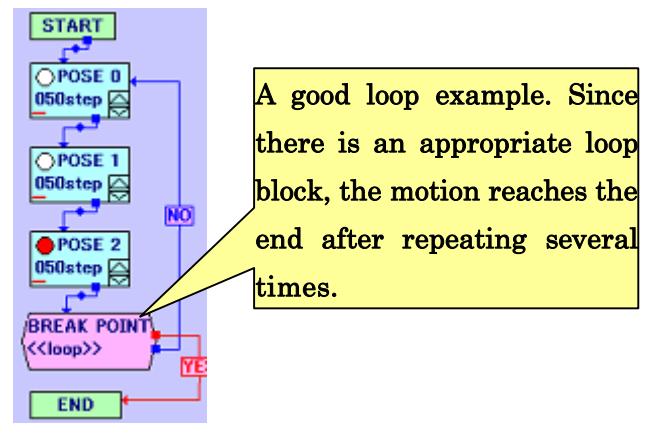 START
POSE 0
050step
POSE 1
050step
NO
POSE 2
050step
BREAK POINT
<<loop>>
YE
END
A good loop example. Since
there is an appropriate loop
block, the motion reaches the
end after repeating several
times.